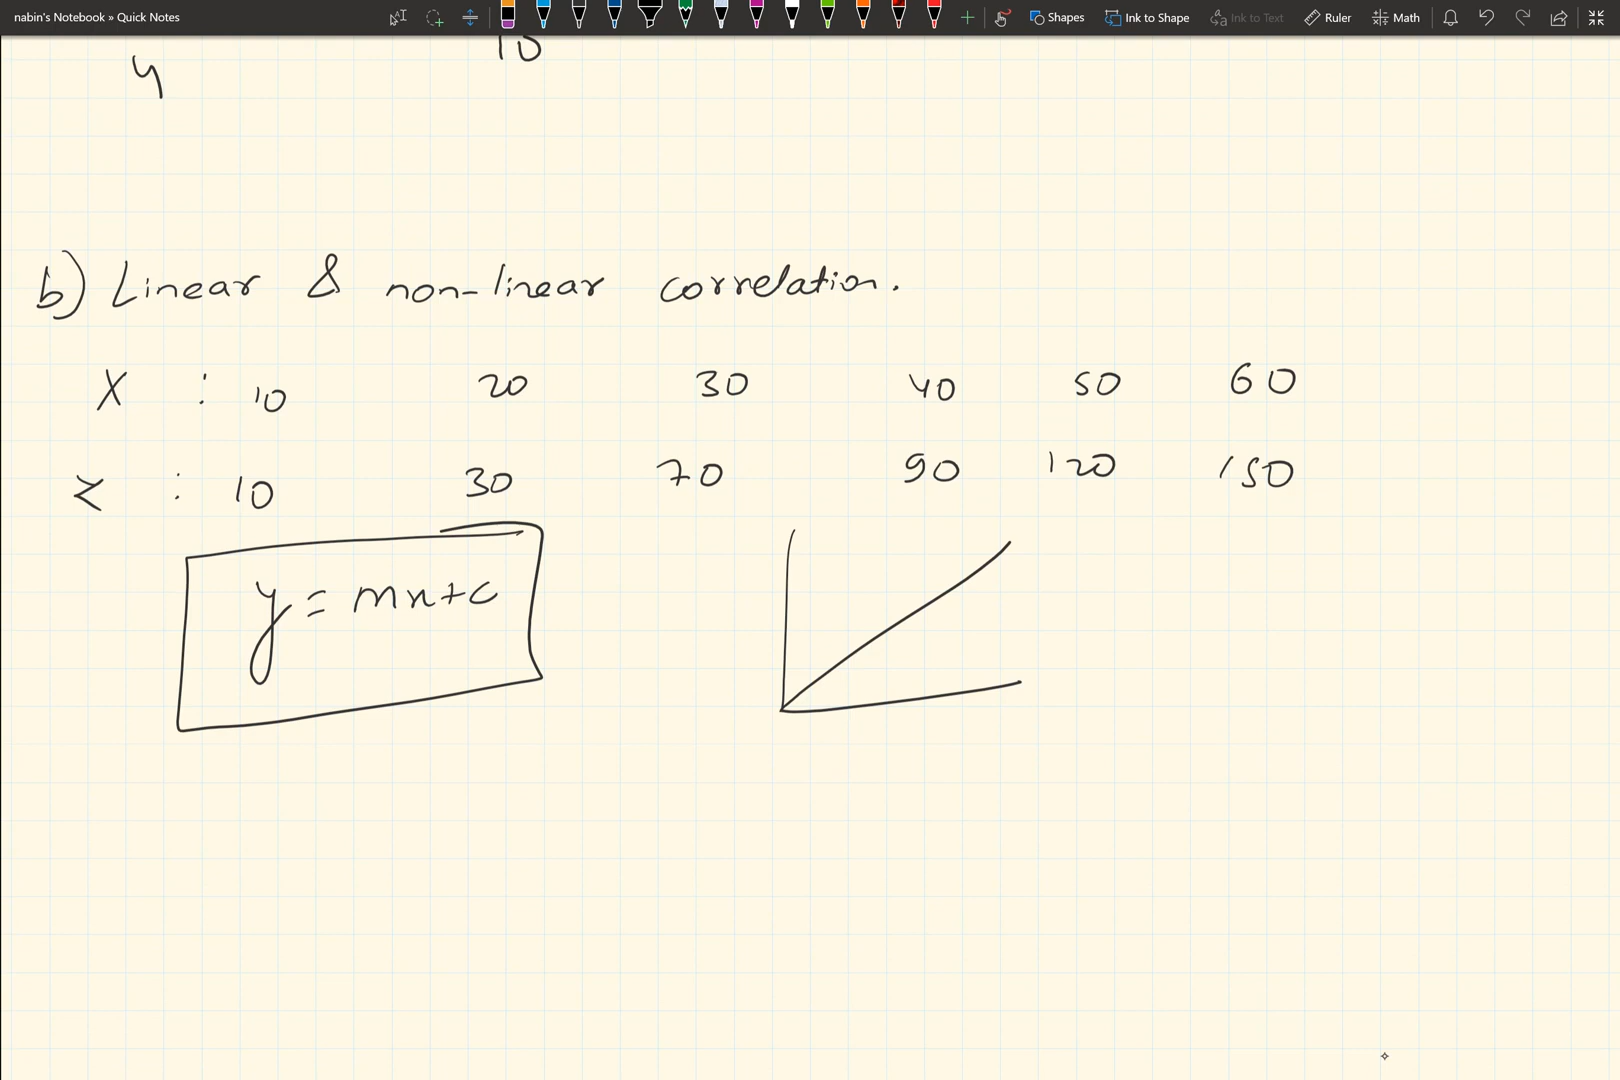 nabin's Notebook » Quick Notes Shapes Ink to Shape Ink to Text Ruler Math
y 10
b) Linear & non-linear correlation.
X : 10 20 30 40 50 60
: 10 30 70 90 120 150
y = mx+c